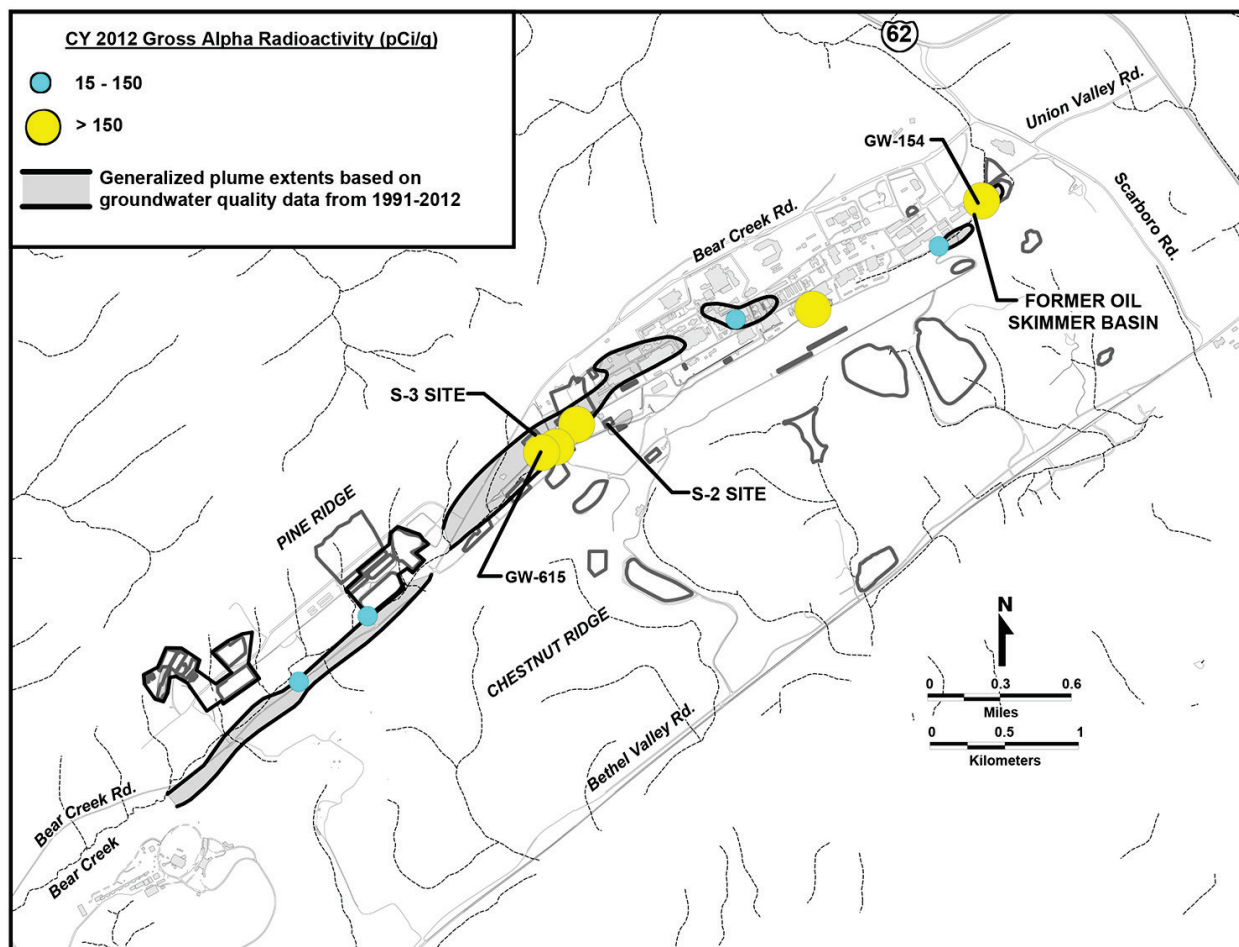 CY 2012 Gross Alpha Radioactivity (pCi/g)
15 - 150
> 150
Generalized plume extents based on
groundwater quality data from 1991-2012
62
Union Valley Rd.
GW-154
Scarboro Rd.
Bear Creek Rd.
FORMER OIL
SKIMMER BASIN
S-3 SITE
S-2 SITE
PINE RIDGE
GW-615
CHESTNUT RIDGE
N
0 0.3 0.6
Miles
0 0.5 1
Kilometers
Bethel Valley Rd.
Bear Creek Rd.
Bear Creek